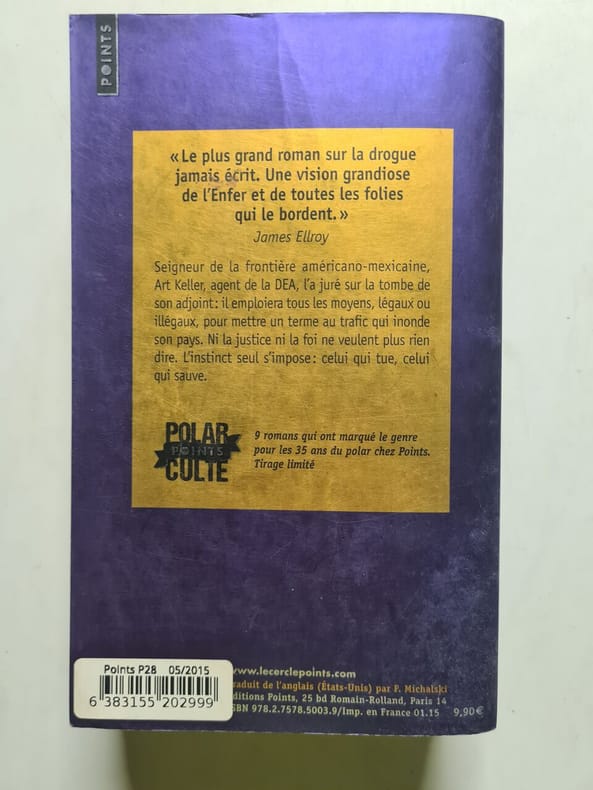 POINTS
« Le plus grand roman sur la drogue
jamais écrit. Une vision grandiose
de l'Enfer et de toutes les folies
qui le bordent. »
James Ellroy
Seigneur de la frontière américano-mexicaine,
Art Keller, agent de la DEA, l'a juré sur la tombe de
son adjoint : il emploiera tous les moyens, légaux ou
illégaux, pour mettre un terme au trafic qui inonde
son pays. Ni la justice ni la foi ne veulent plus rien
dire. L'instinct seul s'impose : celui qui tue, celui
qui sauve.
POLAR
POINTS
CULTE
9 romans qui ont marqué le genre
pour les 35 ans du polar chez Points.
Tirage limité
www.lecerclepoints.com
raduit de l'anglais (États-Unis) par F. Michalski
ditions Points, 25 bd Romain-Rolland, Paris 14
SBN 978.2.7578.5003.9/Imp. en France 01.15
9,90€
Points P28 05/2015
6 383155 202999